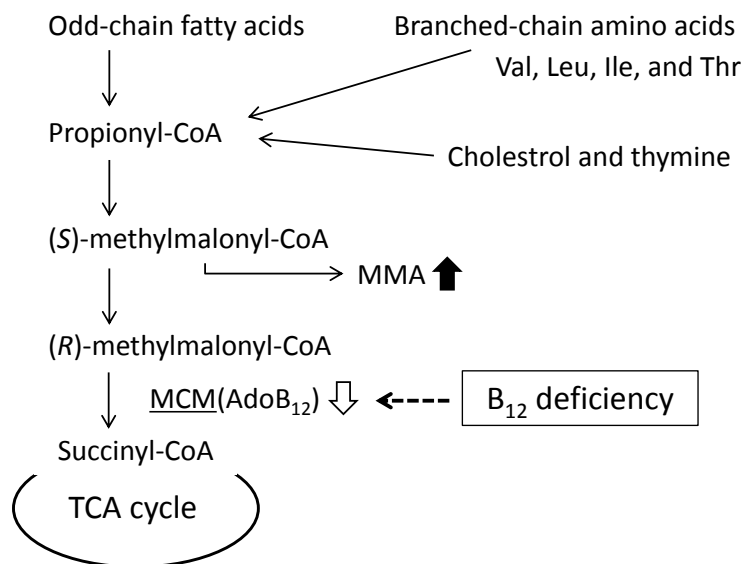 Odd-chain fatty acids
Branched-chain amino acids
Val, Leu, Ile, and Thr
Propionyl-CoA
Cholestrol and thymine
(S)-methylmalonyl-CoA
MMA
(R)-methylmalonyl-CoA
MCM(AdoB₁₂)
B₁₂ deficiency
Succinyl-CoA
TCA cycle